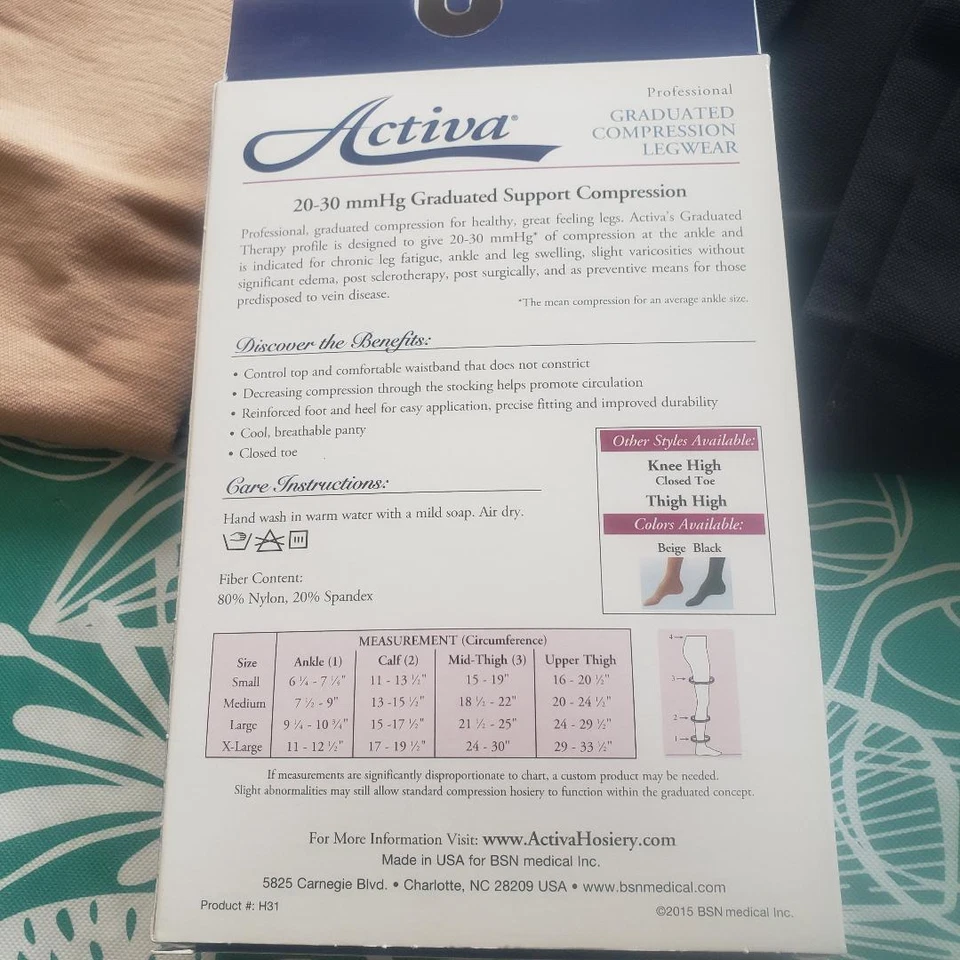 Activa®
Professional
GRADUATED
COMPRESSION
LEGWEAR
20-30 mmHg Graduated Support Compression
Professional, graduated compression for healthy, great feeling legs. Activa's Graduated
Therapy profile is designed to give 20-30 mmHg* of compression at the ankle and
is indicated for chronic leg fatigue, ankle and leg swelling, slight varicosities without
significant edema, post sclerotherapy, post surgically, and as preventive means for those
predisposed to vein disease.
*The mean compression for an average ankle size.
Discover the Benefits:
• Control top and comfortable waistband that does not constrict
• Decreasing compression through the stocking helps promote circulation
• Reinforced foot and heel for easy application, precise fitting and improved durability
• Cool, breathable panty
• Closed toe
Other Styles Available:
Knee High
Closed Toe
Thigh High
Colors Available:
Beige Black
Care Instructions:
Hand wash in warm water with a mild soap. Air dry.
Fiber Content:
80% Nylon, 20% Spandex
MEASUREMENT (Circumference)
Size Ankle (1) Calf (2) Mid-Thigh (3) Upper Thigh
Small 6 ¼ - 7 ¼" 11 - 13 ½" 15 - 19" 16 - 20 ½"
Medium 7 ½ - 9" 13 -15 ½" 18 ½ - 22" 20 - 24 ½"
Large 9 ¼ - 10 ¾" 15 -17 ½" 21 ½ - 25" 24 - 29 ½"
X-Large 11 - 12 ½" 17 - 19 ½" 24 - 30" 29 - 33 ½"
4
3
2
1
If measurements are significantly disproportionate to chart, a custom product may be needed.
Slight abnormalities may still allow standard compression hosiery to function within the graduated concept.
For More Information Visit: www.ActivaHosiery.com
Made in USA for BSN medical Inc.
5825 Carnegie Blvd. • Charlotte, NC 28209 USA • www.bsnmedical.com
Product #: H31
©2015 BSN medical Inc.